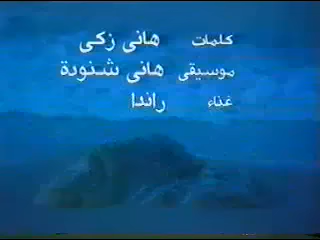 كلمات هانى زكى
موسيقى هانى شنودة
غناء راندا